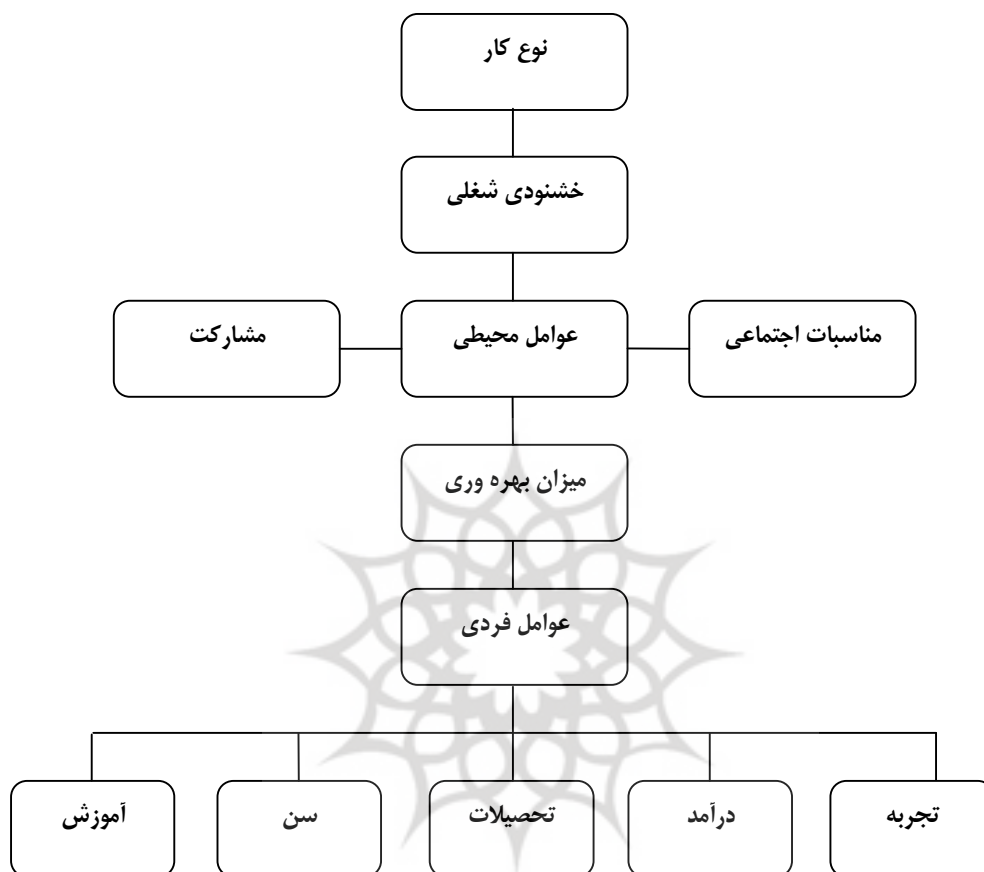 نوع کار
خشنودی شغلی
مناسبات اجتماعی
عوامل محیطی
مشارکت
میزان بهره وری
عوامل فردی
تجربه
درآمد
تحصیلات
سن
آموزش